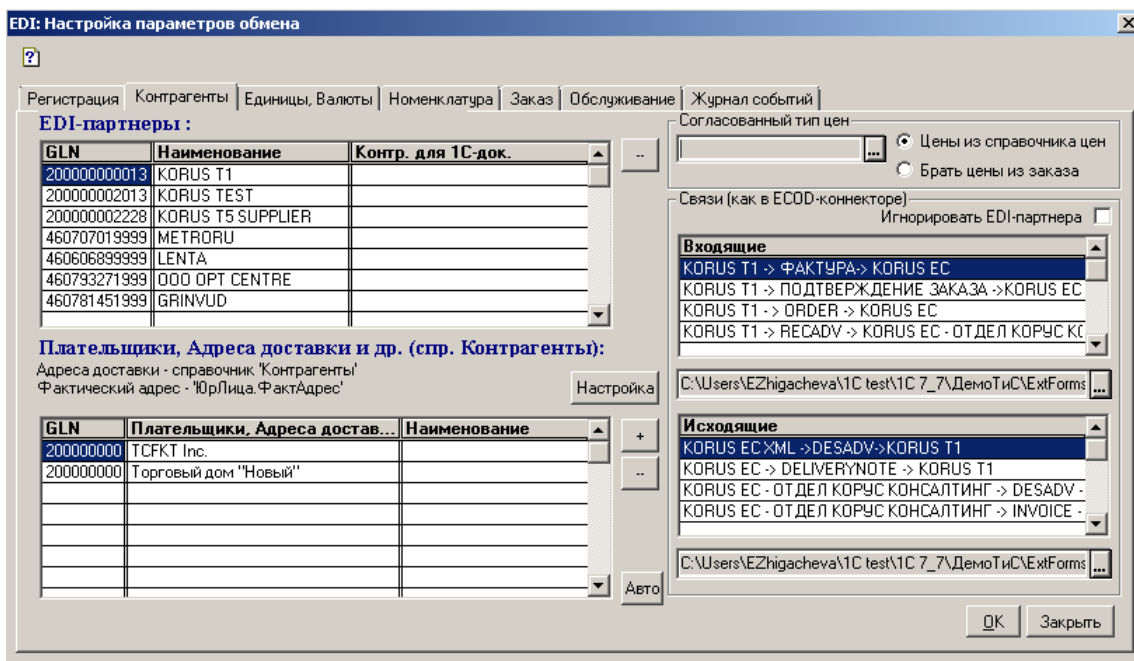 EDI: Настройка параметров обмена
Регистрация Контрагенты Единицы, Валюты Номенклатура Заказ Обслуживание Журнал событий
EDI-партнеры :
GLN Наименование Контр. для 1С-док.
200000000013 KORUS T1
200000002013 KORUS TEST
200000002228 KORUS T5 SUPPLIER
460707019999 METRORU
460606899999 LENTA
460793271999 ООО OPT CENTRE
460781451999 GRINVUD
--
Плательщики, Адреса доставки и др. (спр. Контрагенты):
Адреса доставки - справочник 'Контрагенты'
Фактический адрес - 'ЮрЛица.ФактАдрес'
Настройка
GLN Плательщики, Адреса достав... Наименование
200000000 TCFKT Inc.
200000000 Торговый дом "Новый"
+
--
Авто
Согласованный тип цен
...
Цены из справочника цен
Брать цены из заказа
Связи (как в ECOD-коннекторе)
Игнорировать EDI-партнера
Входящие
KORUS T1 -> ФАКТУРА-> KORUS EC
KORUS T1 -> ПОДТВЕРЖДЕНИЕ ЗАКАЗА ->KORUS EC
KORUS T1 - > ORDER -> KORUS EC
KORUS T1 -> RECADV -> KORUS EC - ОТДЕЛ КОРУС КС
C:\Users\EZhigacheva\1C test\1C 7_7\ДемоТиС\ExtForms ...
Исходящие
KORUS EC XML ->DESADV->KORUS T1
KORUS EC -> DELIVERYNOTE -> KORUS T1
KORUS EC - ОТДЕЛ КОРУС КОНСАЛТИНГ -> DESADV -
KORUS EC - ОТДЕЛ КОРУС КОНСАЛТИНГ -> INVOICE -
C:\Users\EZhigacheva\1C test\1C 7_7\ДемоТиС\ExtForms ...
OK Закрыть